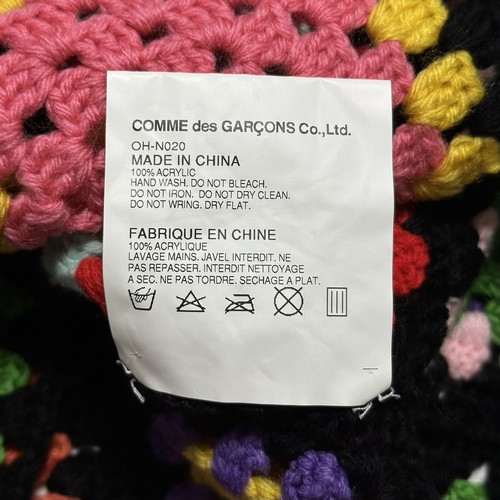 COMME des GARÇONS Co.,Ltd.
OH-N020
MADE IN CHINA
100% ACRYLIC
HAND WASH. DO NOT BLEACH.
DO NOT IRON. DO NOT DRY CLEAN.
DO NOT WRING. DRY FLAT.
FABRIQUE EN CHINE
100% ACRYLIQUE
LAVAGE MAINS. JAVEL INTERDIT. NE
PAS REPASSER. INTERDIT NETTOYAGE
A SEC. NE PAS TORDRE. SECHAGE A PLAT.